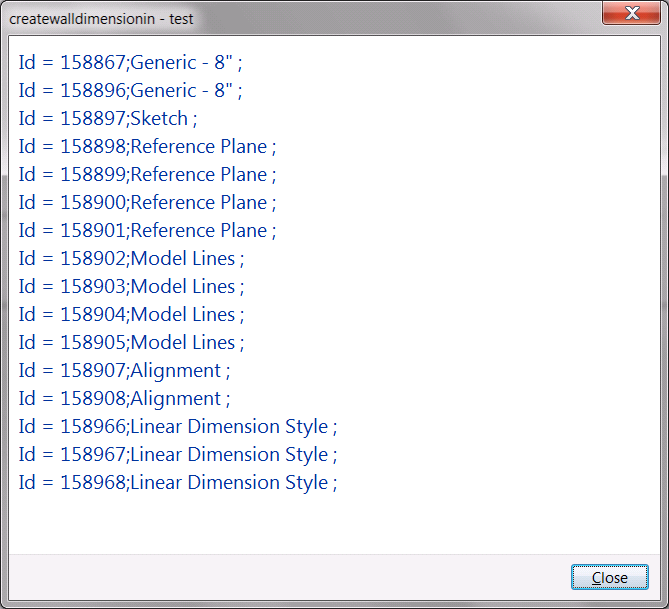 createwalldimensionin - test
Id = 158867;Generic - 8" ;
Id = 158896;Generic - 8" ;
Id = 158897;Sketch ;
Id = 158898;Reference Plane ;
Id = 158899;Reference Plane ;
Id = 158900;Reference Plane ;
Id = 158901;Reference Plane ;
Id = 158902;Model Lines ;
Id = 158903;Model Lines ;
Id = 158904;Model Lines ;
Id = 158905;Model Lines ;
Id = 158907;Alignment ;
Id = 158908;Alignment ;
Id = 158966;Linear Dimension Style ;
Id = 158967;Linear Dimension Style ;
Id = 158968;Linear Dimension Style ;
Close